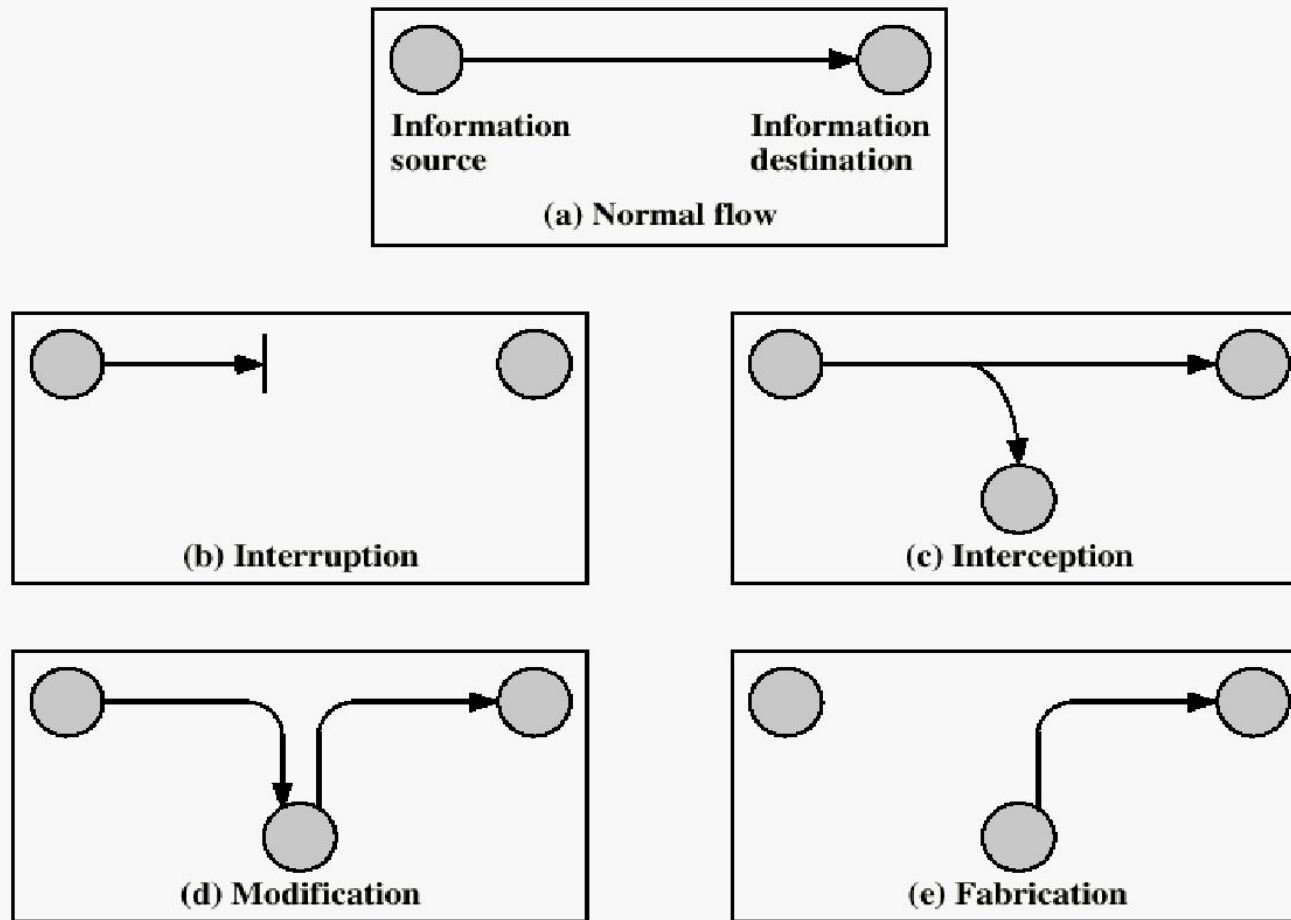 Information
source
Information
destination
(a) Normal flow
(b) Interruption
(c) Interception
(d) Modification
(e) Fabrication